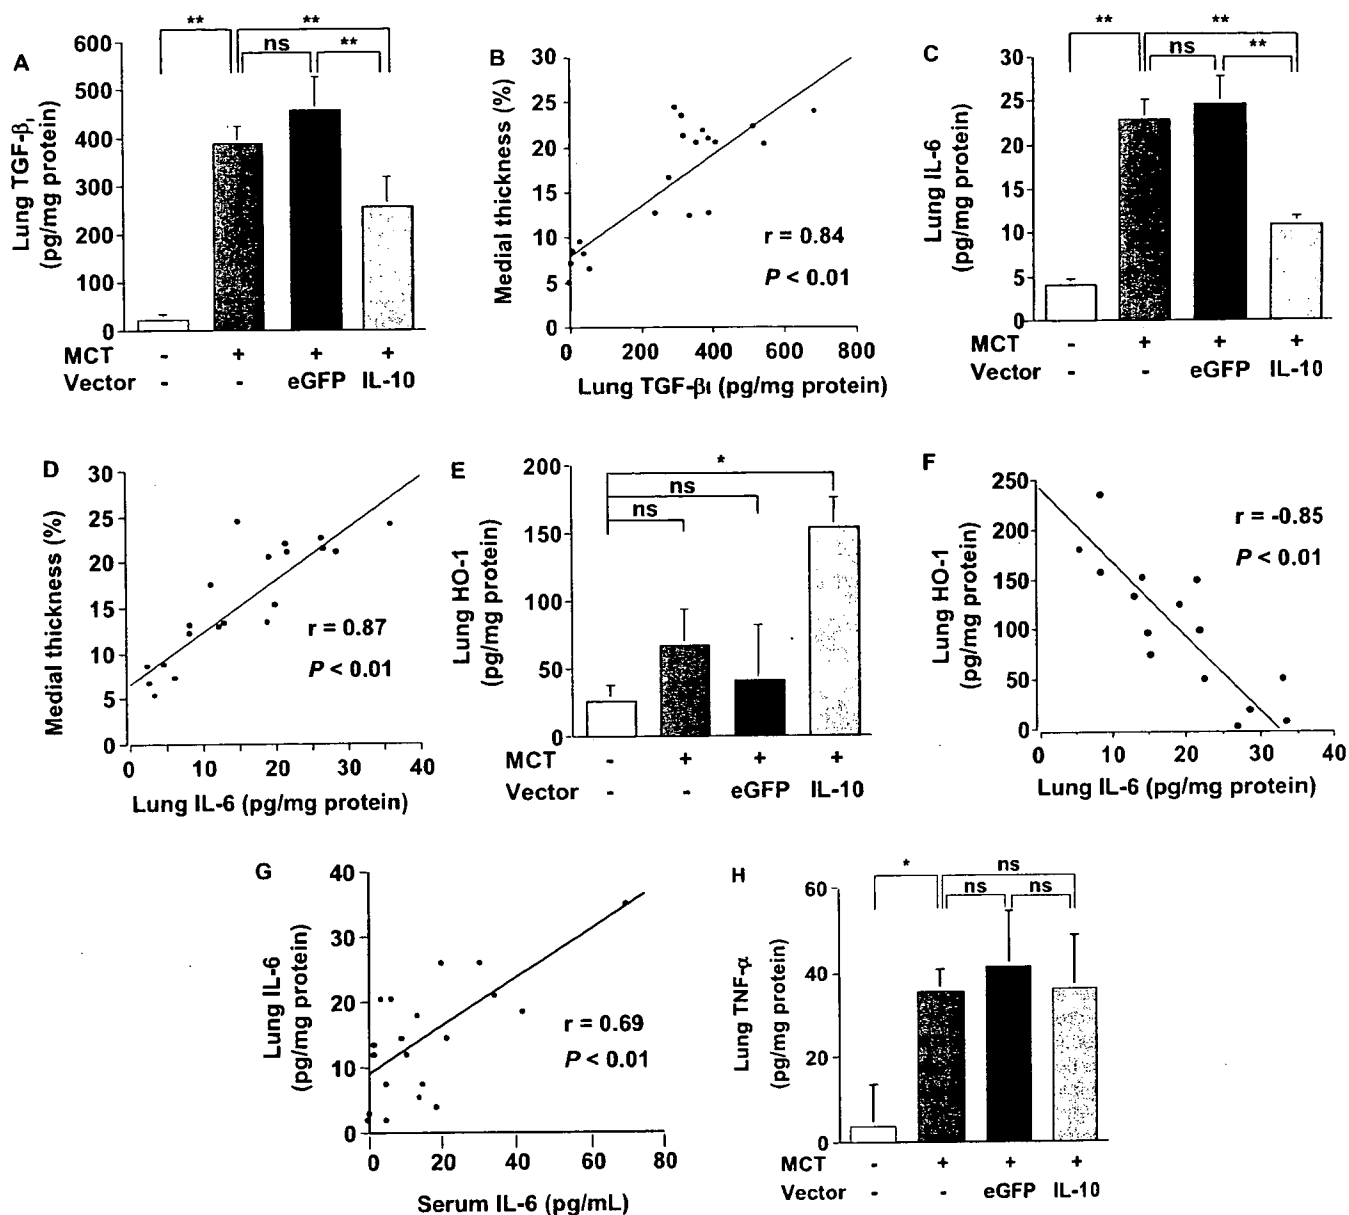 A
Lung TGF-β₁
(pg/mg protein)
600
500
400
300
200
100
0
** ** ns **
MCT - + + +
Vector - - eGFP IL-10
B
Medial thickness (%)
30
25
20
15
10
5
0
r = 0.84
P < 0.01
0 200 400 600 800
Lung TGF-β₁ (pg/mg protein)
C
Lung IL-6
(pg/mg protein)
30
25
20
15
10
5
0
** ** ns **
MCT - + + +
Vector - - eGFP IL-10
D
Medial thickness (%)
30
25
20
15
10
5
0
r = 0.87
P < 0.01
0 10 20 30 40
Lung IL-6 (pg/mg protein)
E
Lung HO-1
(pg/mg protein)
200
150
100
50
0
*
ns
ns
MCT - + + +
Vector - - eGFP IL-10
F
Lung HO-1
(pg/mg protein)
250
200
150
100
50
0
r = -0.85
P < 0.01
0 10 20 30 40
Lung IL-6 (pg/mg protein)
G
Lung IL-6
(pg/mg protein)
40
30
20
10
0
r = 0.69
P < 0.01
0 20 40 60 80
Serum IL-6 (pg/mL)
H
Lung TNF-α
(pg/mg protein)
60
40
20
0
* ns ns ns
MCT - + + +
Vector - - eGFP IL-10